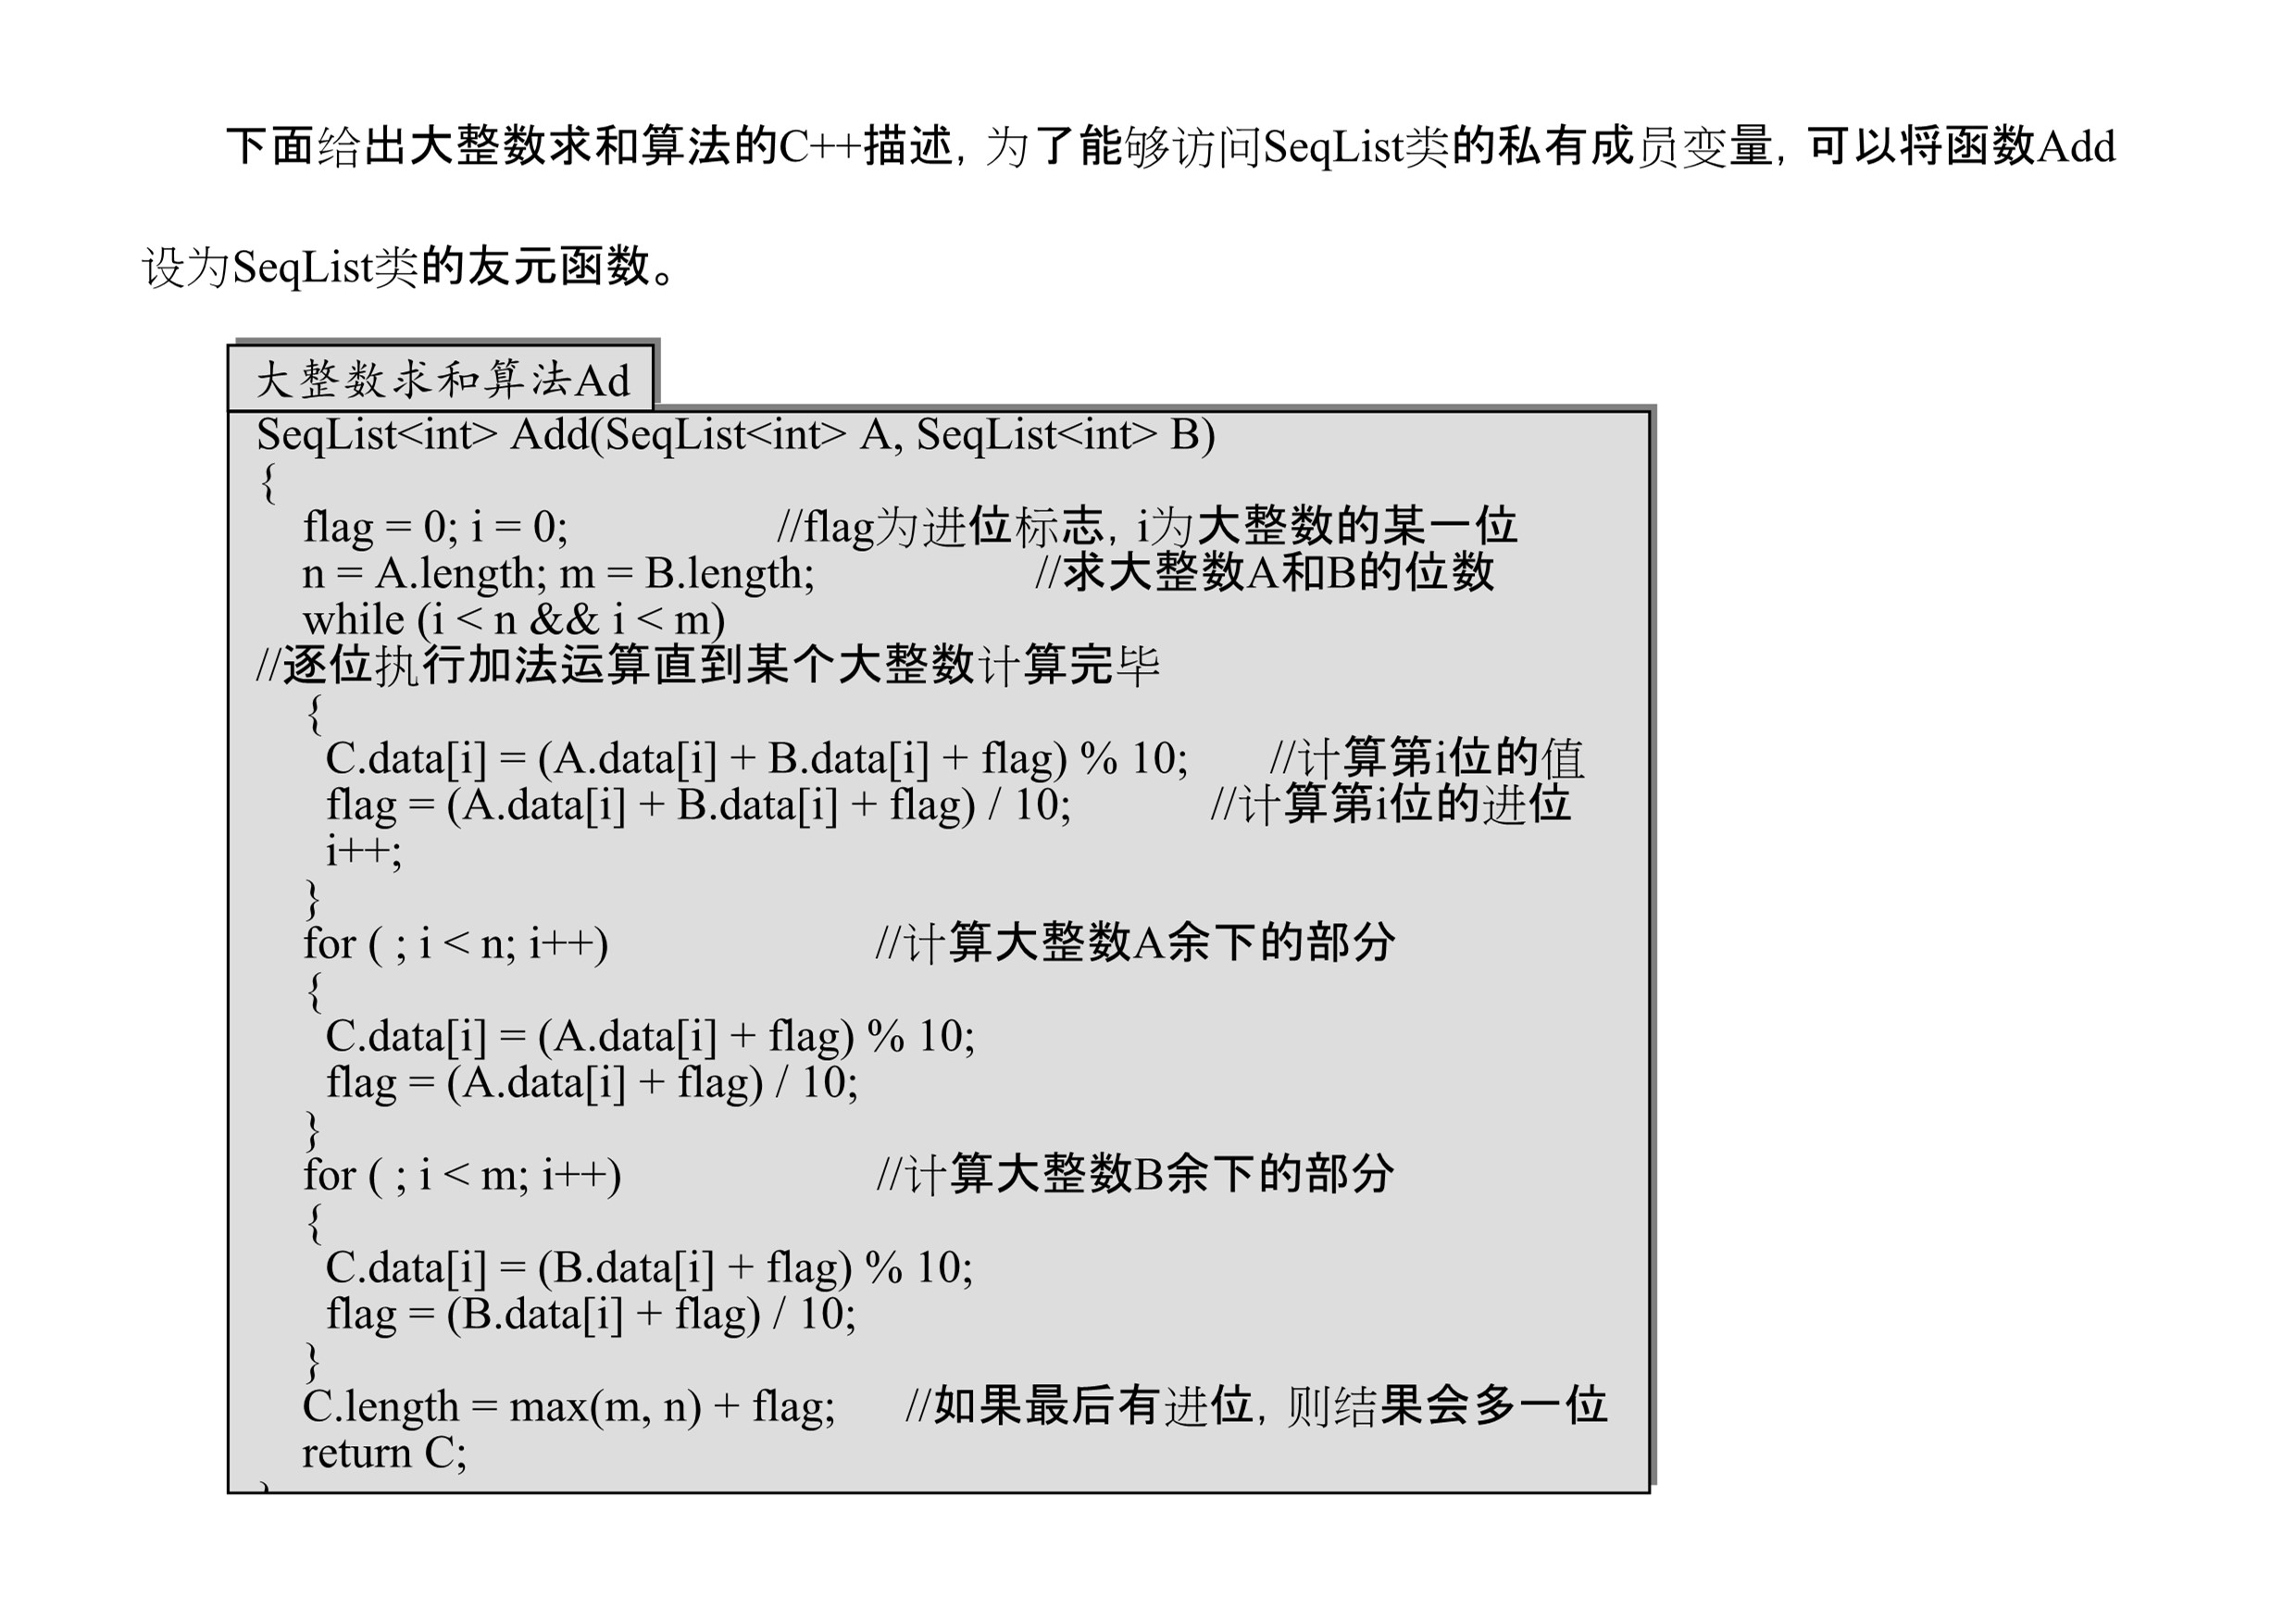 下面给出大整数求和算法的C++描述，为了能够访问SeqList类的私有成员变量，可以将函数Add
设为SeqList类的友元函数。
大整数求和算法Ad
SeqList<int> Add(SeqList<int> A, SeqList<int> B)
{
flag = 0; i = 0; //flag为进位标志，i为大整数的某一位
n = A.length; m = B.length; //求大整数A和B的位数
while (i < n && i < m)
//逐位执行加法运算直到某个大整数计算完毕
{
C.data[i] = (A.data[i] + B.data[i] + flag) % 10; //计算第i位的值
flag = (A.data[i] + B.data[i] + flag) / 10; //计算第i位的进位
i++;
}
for ( ; i < n; i++) //计算大整数A余下的部分
{
C.data[i] = (A.data[i] + flag) % 10;
flag = (A.data[i] + flag) / 10;
}
for ( ; i < m; i++) //计算大整数B余下的部分
{
C.data[i] = (B.data[i] + flag) % 10;
flag = (B.data[i] + flag) / 10;
}
C.length = max(m, n) + flag; //如果最后有进位，则结果会多一位
return C;
}